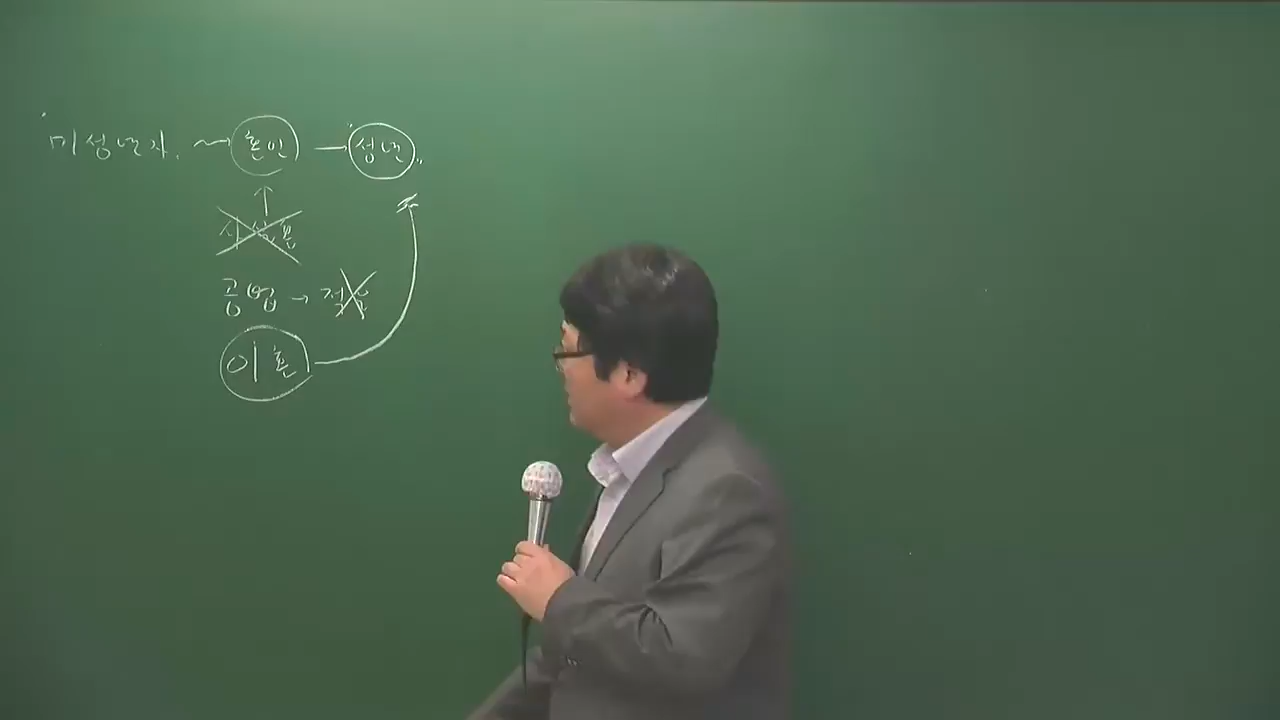 미성년자. → 혼인 → 성년
사실혼
공법 → 적용
이혼